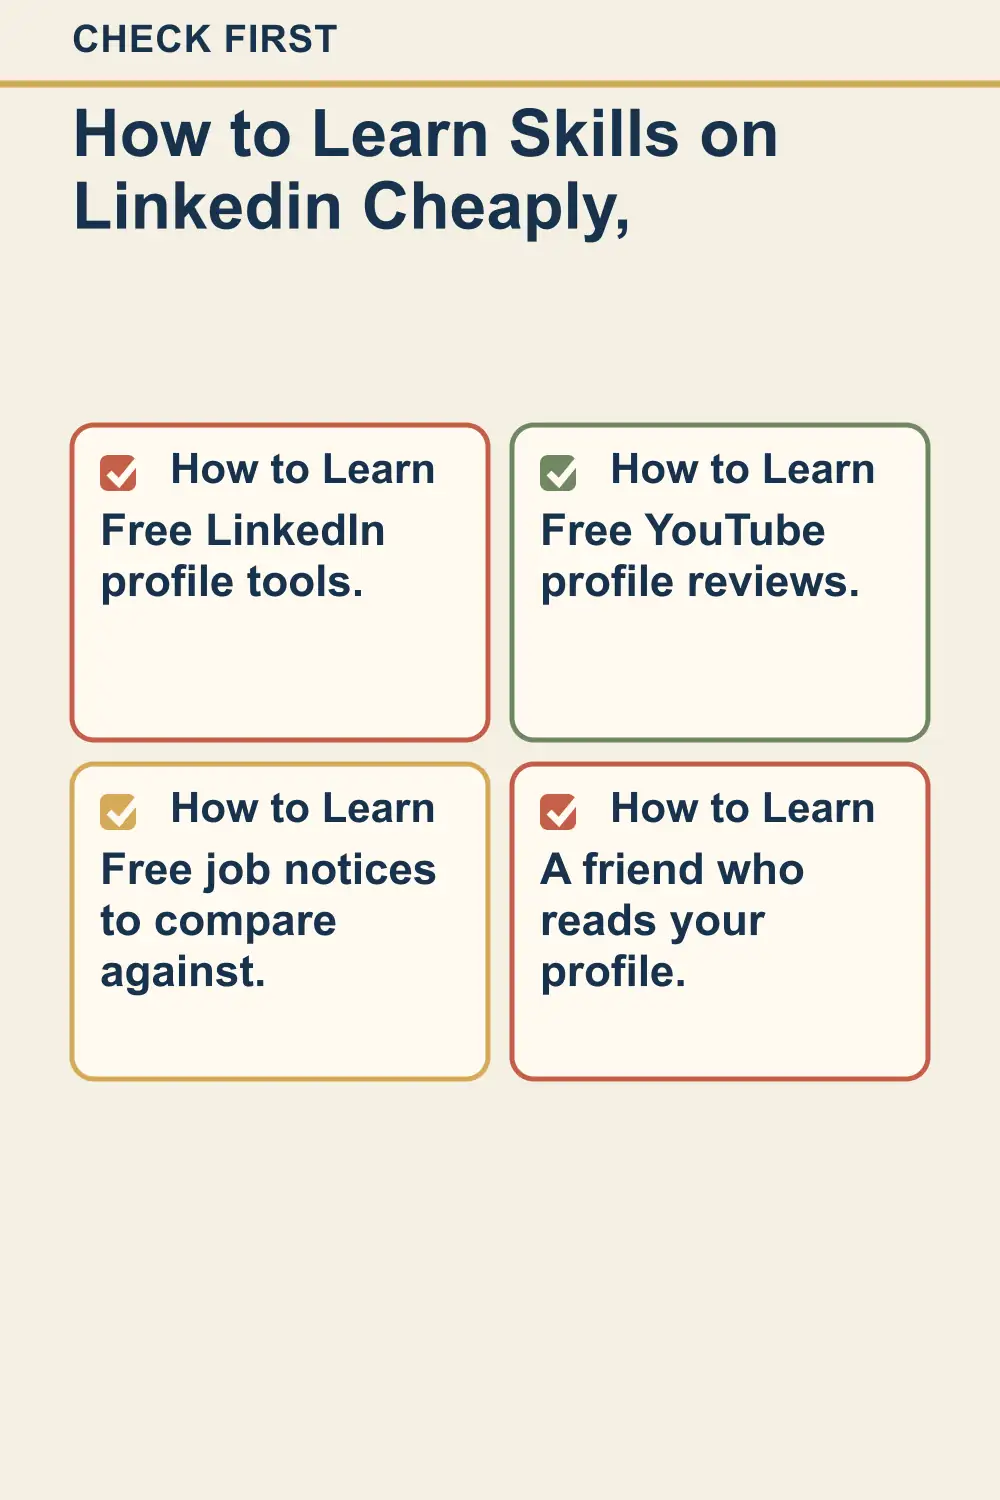 CHECK FIRST
How to Learn Skills on
Linkedin Cheaply,
How to Learn
Free LinkedIn
profile tools.
How to Learn
Free YouTube
profile reviews.
How to Learn
Free job notices
to compare
against.
How to Learn
A friend who
reads your
profile.